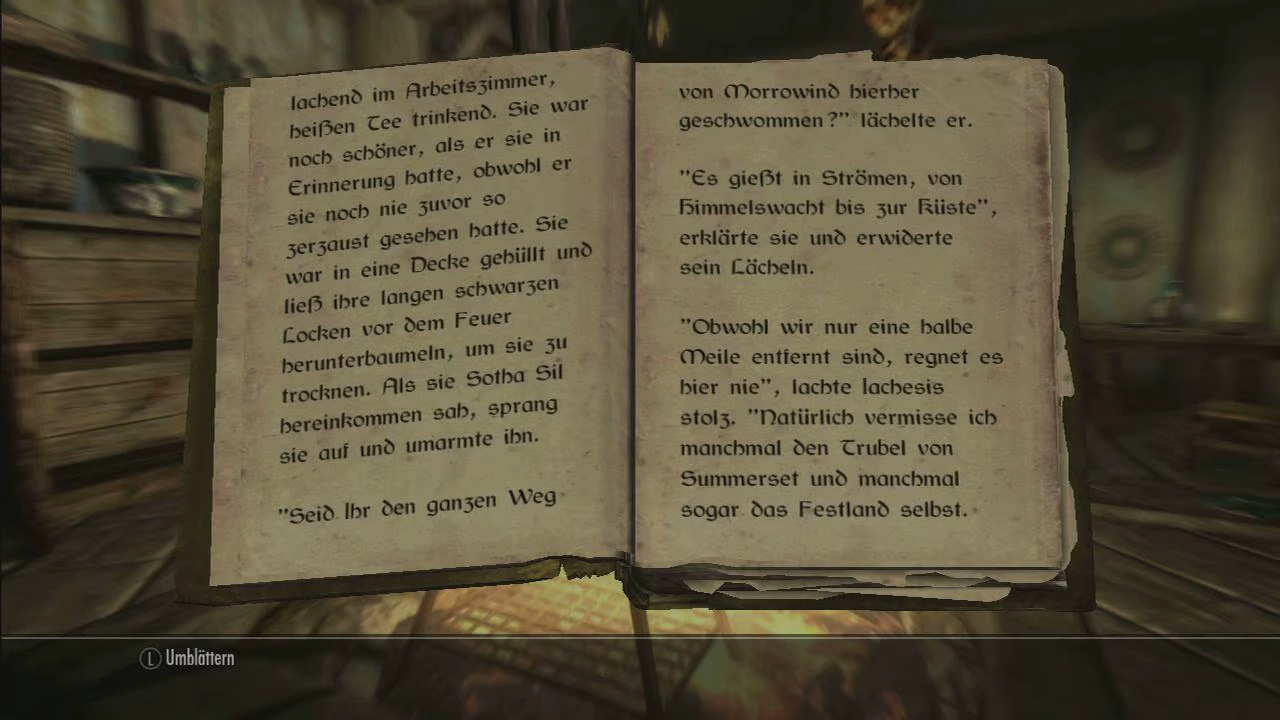 lachend im Arbeitszimmer,
heißen Tee trinkend. Sie war
noch schöner, als er sie in
Erinnerung hatte, obwohl er
sie noch nie zuvor so
zerzaust gesehen hatte. Sie
war in eine Decke gehüllt und
ließ ihre langen schwarzen
Locken vor dem Feuer
herunterbaumeln, um sie zu
trocknen. Als sie Sotha Sil
hereinkommen sah, sprang
sie auf und umarmte ihn.
"Seid Ihr den ganzen Weg
von Morrowind hierher
geschwommen?" lächelte er.
"Es gießt in Strömen, von
Himmelswacht bis zur Küste",
erklärte sie und erwiderte
sein Lächeln.
"Obwohl wir nur eine halbe
Meile entfernt sind, regnet es
hier nie", lachte lachesis
stolz. "Natürlich vermisse ich
manchmal den Trubel von
Summerset und manchmal
sogar das Festland selbst.
L Umblättern